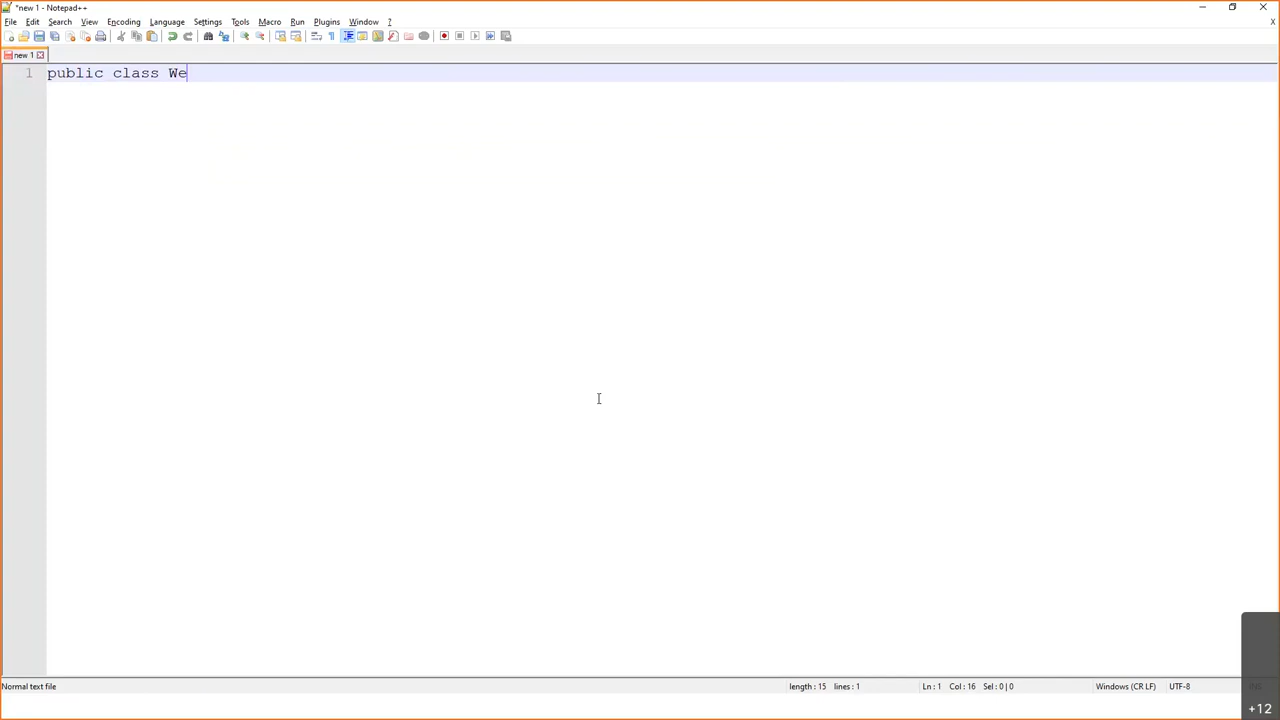 *new 1 - Notepad++
File Edit Search View Encoding Language Settings Tools Macro Run Plugins Window ?
X
new 1
1 public class We
Normal text file length : 15 lines : 1 Ln : 1 Col : 16 Sel : 0 | 0 Windows (CR LF) UTF-8
+12